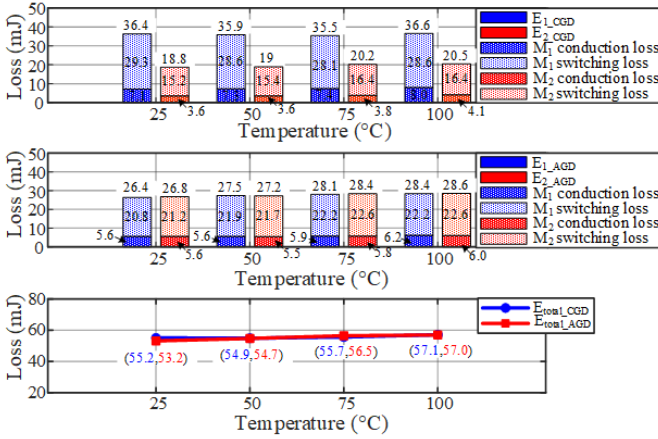 50
40
30
20
10
0
Loss (mJ)
36.4
29.3
18.8
15.2
3.6
35.9
28.6
19
15.4
3.6
35.5
28.1
20.2
16.4
3.8
36.6
28.6
20.5
16.4
4.1
25 50 75 100
Temperature (°C)
E1_CGD
E2_CGD
M1 conduction loss
M1 switching loss
M2 conduction loss
M2 switching loss
50
40
30
20
10
0
Loss (mJ)
26.4
20.8
5.6
26.8
21.2
5.6
27.5
21.9
5.6
27.2
21.7
5.5
28.1
22.2
5.9
28.4
22.6
5.8
28.4
22.2
6.2
28.6
22.6
6.0
25 50 75 100
Temperature (°C)
E1_AGD
E2_AGD
M1 conduction loss
M1 switching loss
M2 conduction loss
M2 switching loss
80
60
40
20
Loss (mJ)
(55.2,53.2) (54.9,54.7) (55.7,56.5) (57.1,57.0)
25 50 75 100
Temperature (°C)
Etotal_CGD
Etotal_AGD